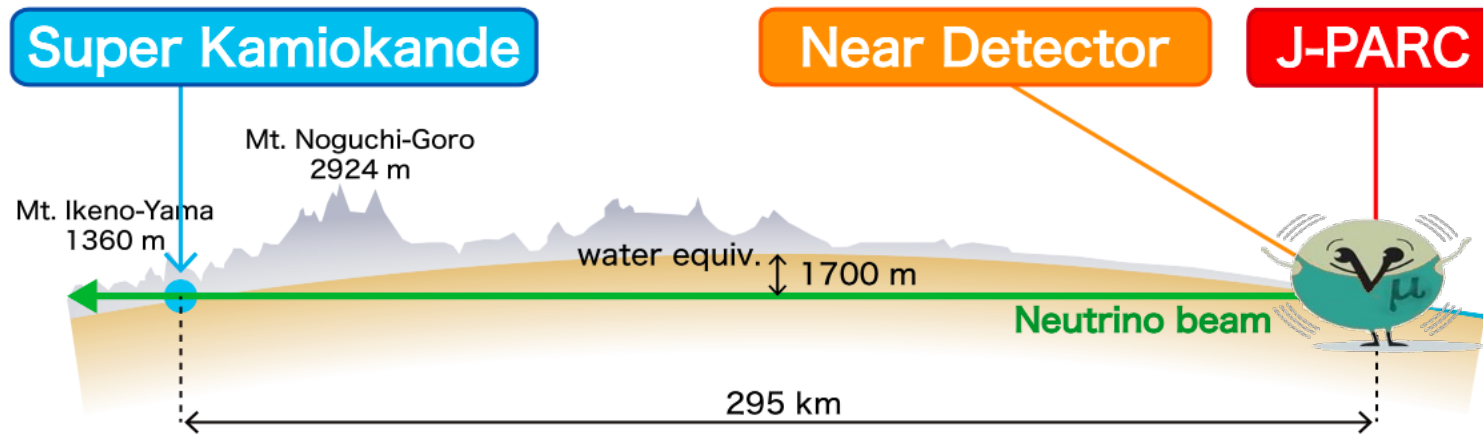 Super Kamiokande
Near Detector
J-PARC
Mt. Noguchi-Goro
2924 m
Mt. Ikeno-Yama
1360 m
water equiv.
1700 m
Neutrino beam
ν
μ
295 km